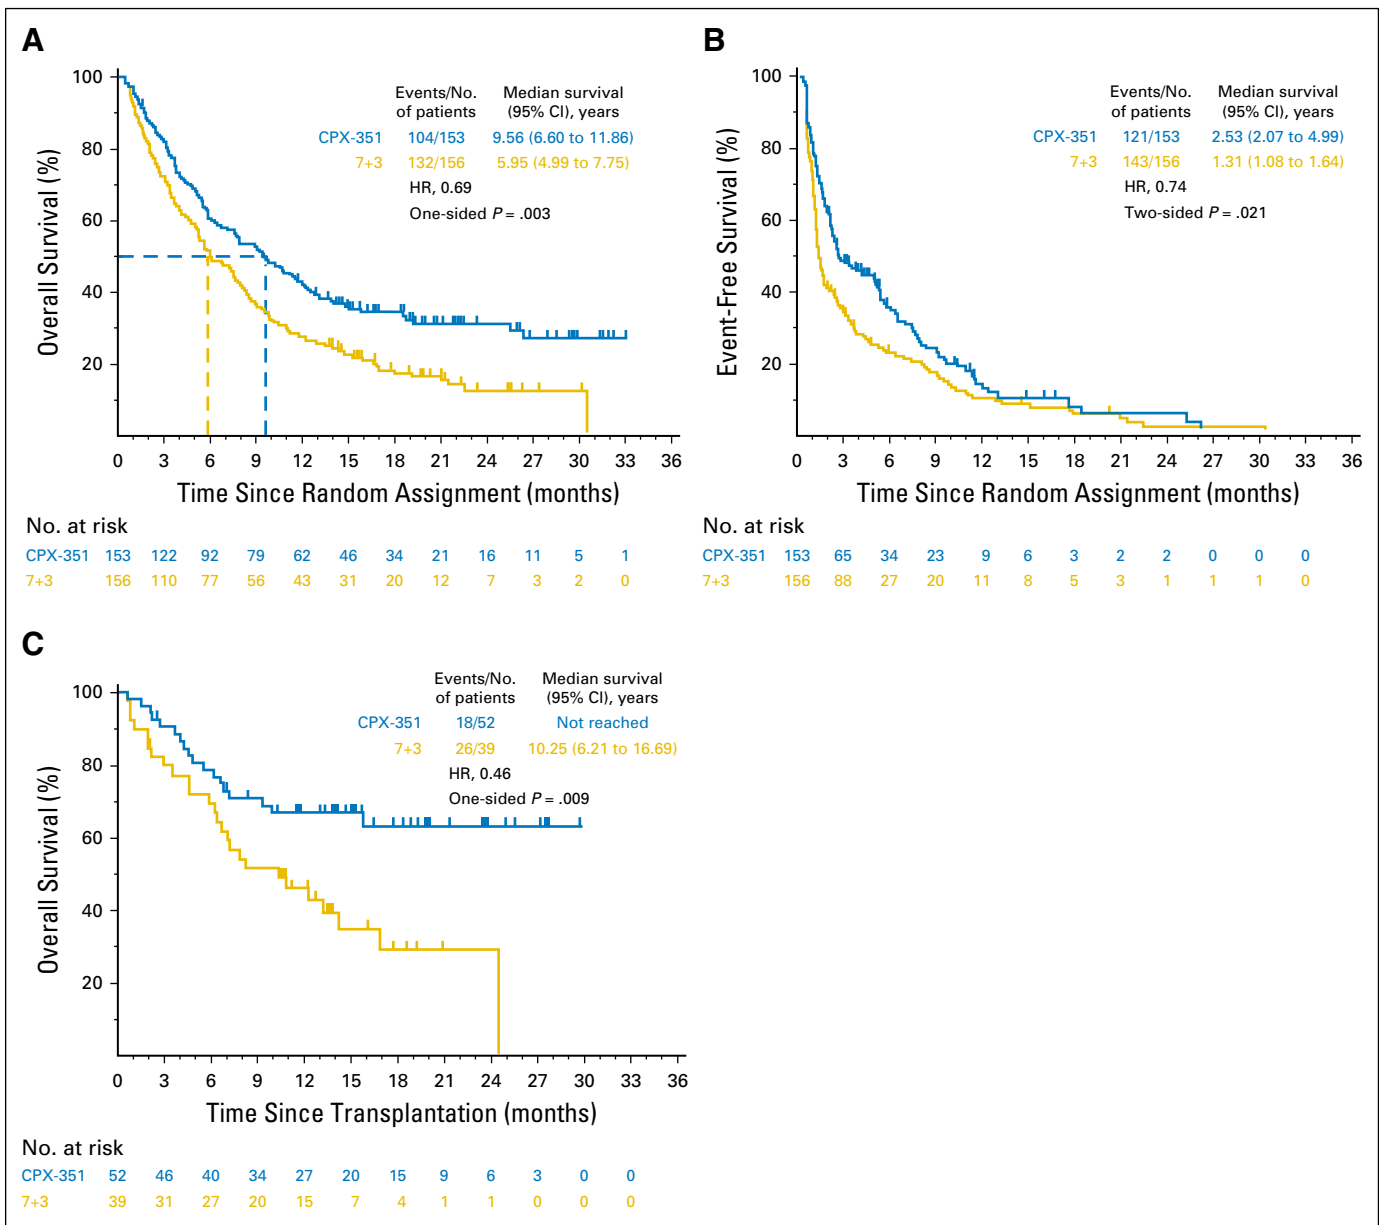 A
Events/No. of patients
Median survival (95% CI), years
CPX-351 104/153 9.56 (6.60 to 11.86)
7+3 132/156 5.95 (4.99 to 7.75)
HR, 0.69
One-sided P = .003
Overall Survival (%)
100
80
60
40
20
0 3 6 9 12 15 18 21 24 27 30 33 36
Time Since Random Assignment (months)
No. at risk
CPX-351 153 122 92 79 62 46 34 21 16 11 5 1
7+3 156 110 77 56 43 31 20 12 7 3 2 0
B
Events/No. of patients
Median survival (95% CI), years
CPX-351 121/153 2.53 (2.07 to 4.99)
7+3 143/156 1.31 (1.08 to 1.64)
HR, 0.74
Two-sided P = .021
Event-Free Survival (%)
100
80
60
40
20
0 3 6 9 12 15 18 21 24 27 30 33 36
Time Since Random Assignment (months)
No. at risk
CPX-351 153 65 34 23 9 6 3 2 2 0 0 0
7+3 156 88 27 20 11 8 5 3 1 1 1 0
C
Events/No. of patients
Median survival (95% CI), years
CPX-351 18/52 Not reached
7+3 26/39 10.25 (6.21 to 16.69)
HR, 0.46
One-sided P = .009
Overall Survival (%)
100
80
60
40
20
0 3 6 9 12 15 18 21 24 27 30 33 36
Time Since Transplantation (months)
No. at risk
CPX-351 52 46 40 34 27 20 15 9 6 3 0 0
7+3 39 31 27 20 15 7 4 1 1 0 0 0